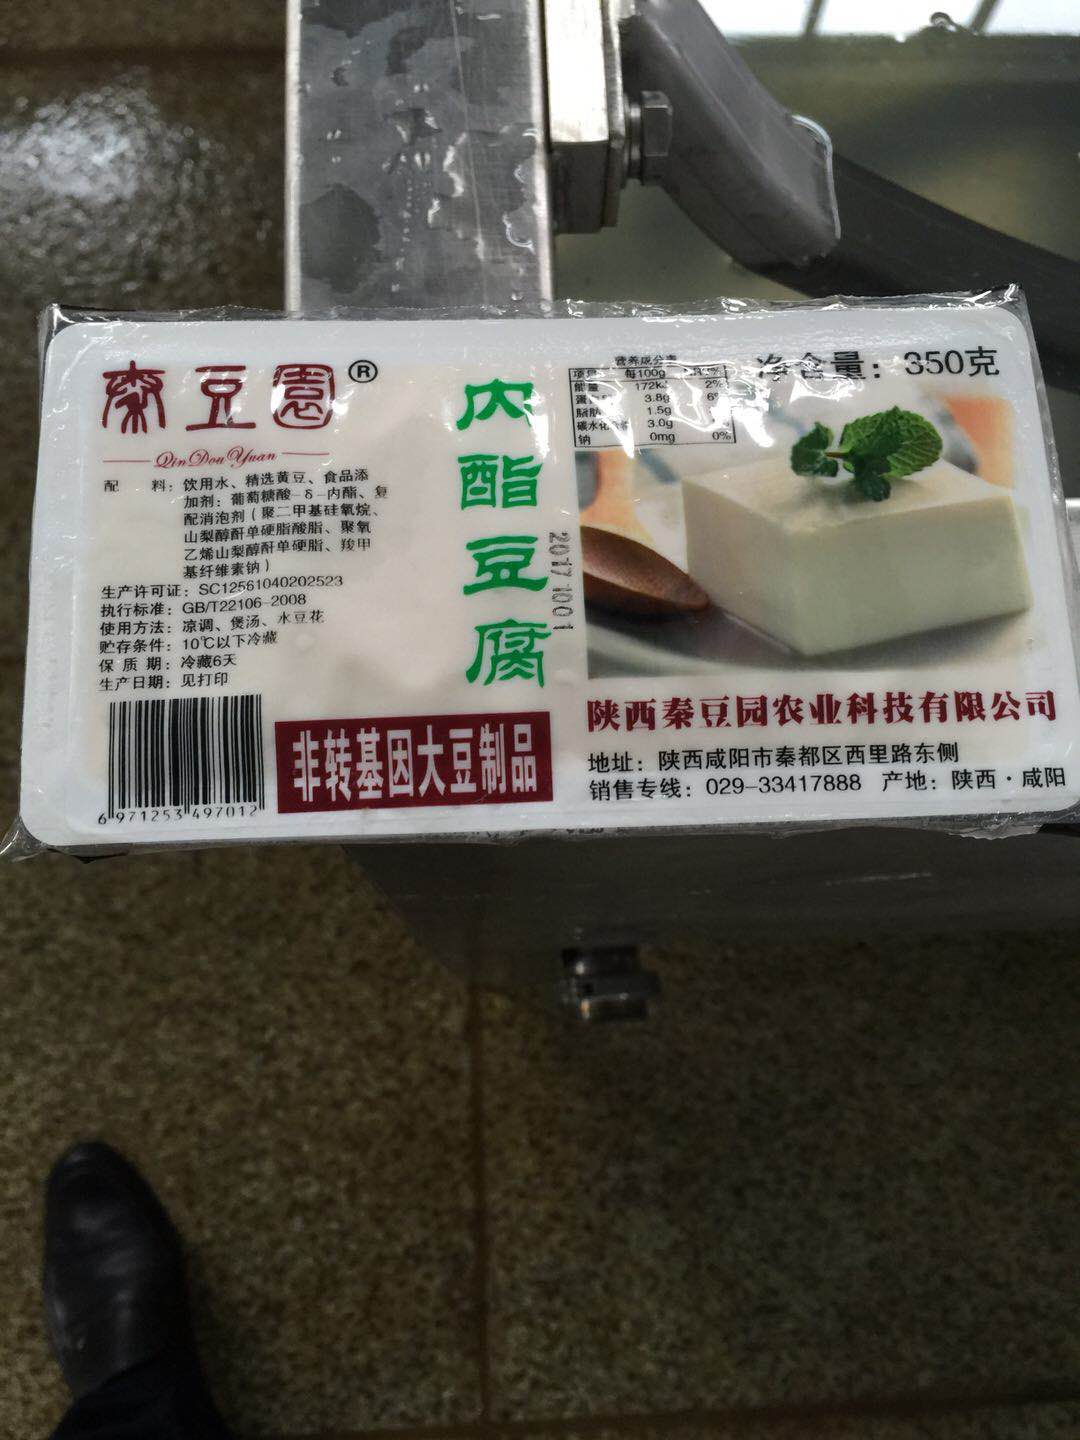 秦豆園®
QinDouYuan
配 料：饮用水、精选黄豆、食品添
加剂：葡萄糖酸-δ-内酯、复
配消泡剂（聚二甲基硅氧烷、
山梨醇酐单硬脂酸脂、聚氧
乙烯山梨醇酐单硬脂、羧甲
基纤维素钠）
生产许可证：SC12561040202523
执行标准：GB/T22106-2008
使用方法：凉调、煲汤、水豆花
贮存条件：10℃以下冷藏
保 质 期：冷藏6天
生产日期：见打印
6 971253 497012
非转基因大豆制品
内酯豆腐
20171001
营养成分表
项目 每100g
能量 172kJ 2%
蛋白 3.8g 6%
脂肪 1.5g
碳水化合物 3.0g
钠 0mg 0%
净含量：350克
陕西秦豆园农业科技有限公司
地址：陕西咸阳市秦都区西里路东侧
销售专线：029-33417888 产地：陕西·咸阳